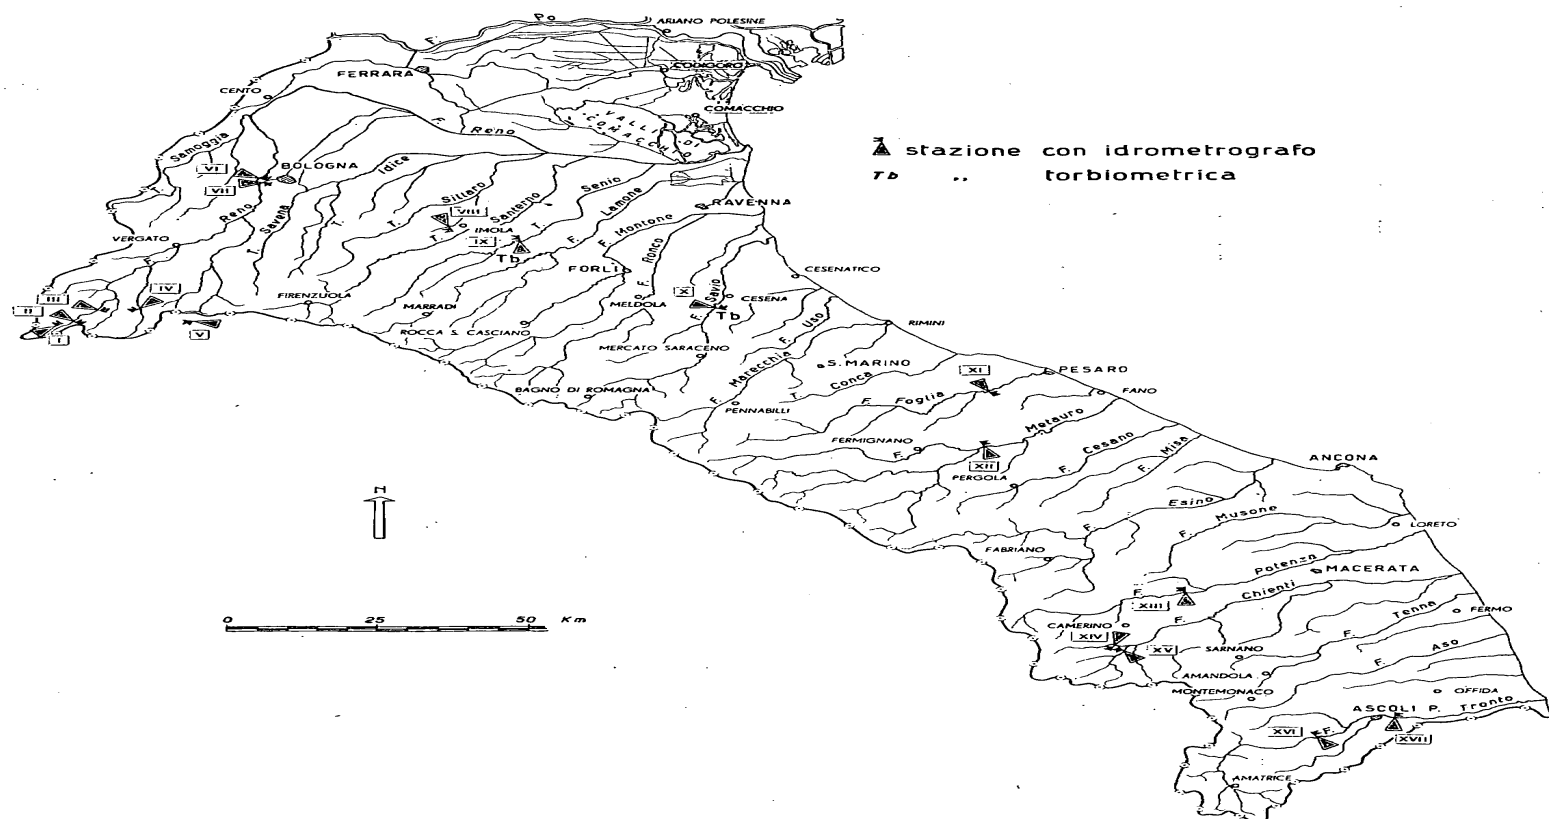 F. Po
ARIANO POLESINE
CODIGORO
FERRARA
CENTO
COMACCHIO
VALLI DI
COMACCHIO
F. Reno
Samoggia
BOLOGNA
VI
VII
Idice
stazione con idrometrografo
Tb ,, torbiometrica
Reno
T. Savena
T. Sillaro
T. Santerno
T. Senio
F. Lamone
F. Montone
F. Ronco
RAVENNA
VERGATO
VIII
IMOLA
IX
Tb
FORLÌ
CESENATICO
III
II
I
IV
V
FIRENZUOLA
MARRADI
MELDOLA
X
F. Savio
CESENA
Tb
ROCCA S. CASCIANO
F. Uso
RIMINI
MERCATO SARACENO
F. Marecchia
S. MARINO
T. Conca
XI
PESARO
BAGNO DI ROMAGNA
PENNABILLI
F. Foglia
FANO
FERMIGNANO
F. Metauro
XII
PERGOLA
F. Cesano
F. Misa
ANCONA
N
F. Esino
F. Musone
LORETO
FABRIANO
F. Potenza
MACERATA
XIII
Chienti
F.
0 25 50 Km
CAMERINO
XIV
XV
F. Tenna
FERMO
SARNANO
F. Aso
AMANDOLA
MONTEMONACO
OFFIDA
ASCOLI P.
F. Tronto
XVI
XVII
AMATRICE